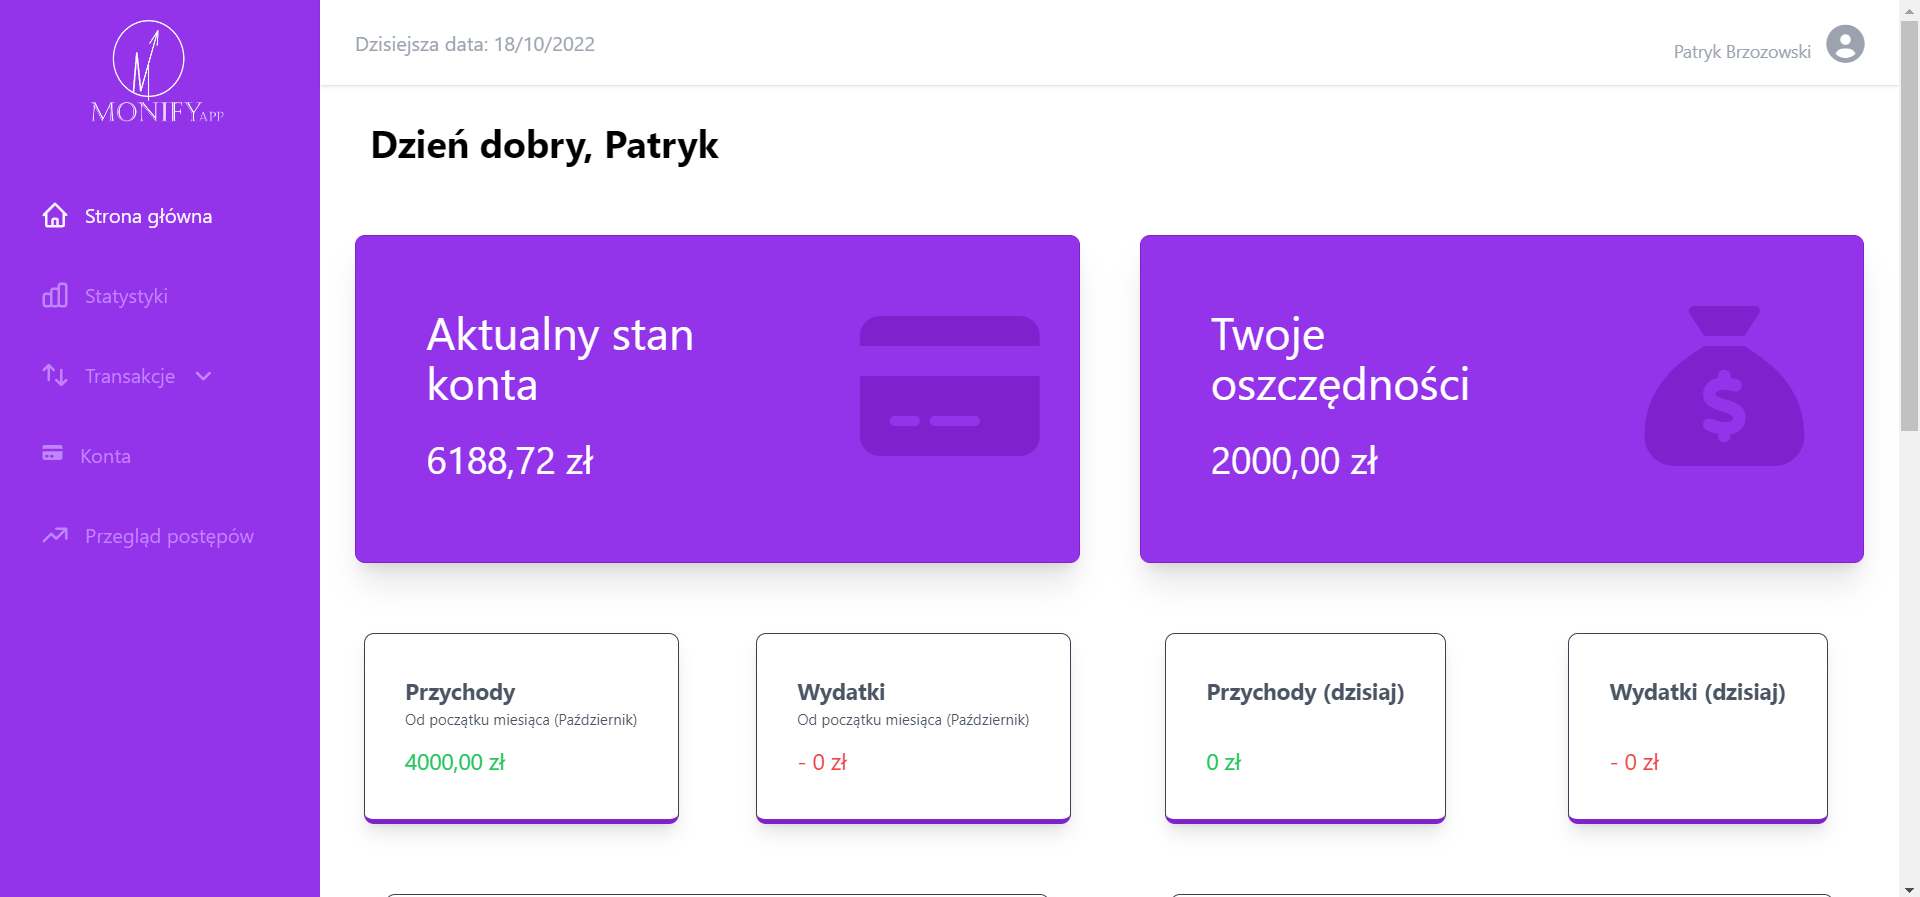 MONIFY APP
Strona główna
Statystyki
Transakcje
Konta
Przegląd postępów
Dzisiejsza data: 18/10/2022
Patryk Brzozowski
Dzień dobry, Patryk
Aktualny stan
konta
6188,72 zł
Twoje
oszczędności
2000,00 zł
Przychody
Od początku miesiąca (Październik)
4000,00 zł
Wydatki
Od początku miesiąca (Październik)
- 0 zł
Przychody (dzisiaj)
0 zł
Wydatki (dzisiaj)
- 0 zł